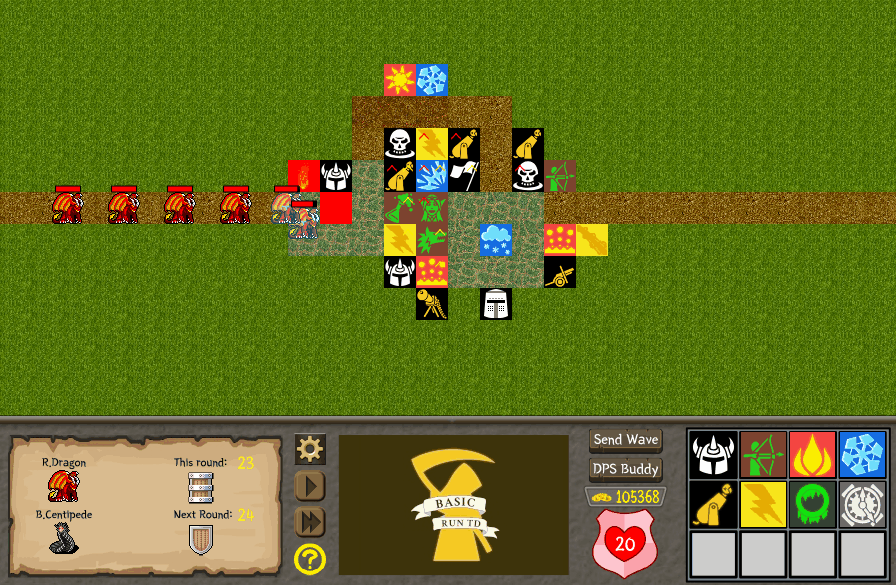 R,Dragon
This round: 23
B,Centipede
Next Round: 24
?
BASIC
RUN TD
Send Wave
DPS Buddy
105368
20